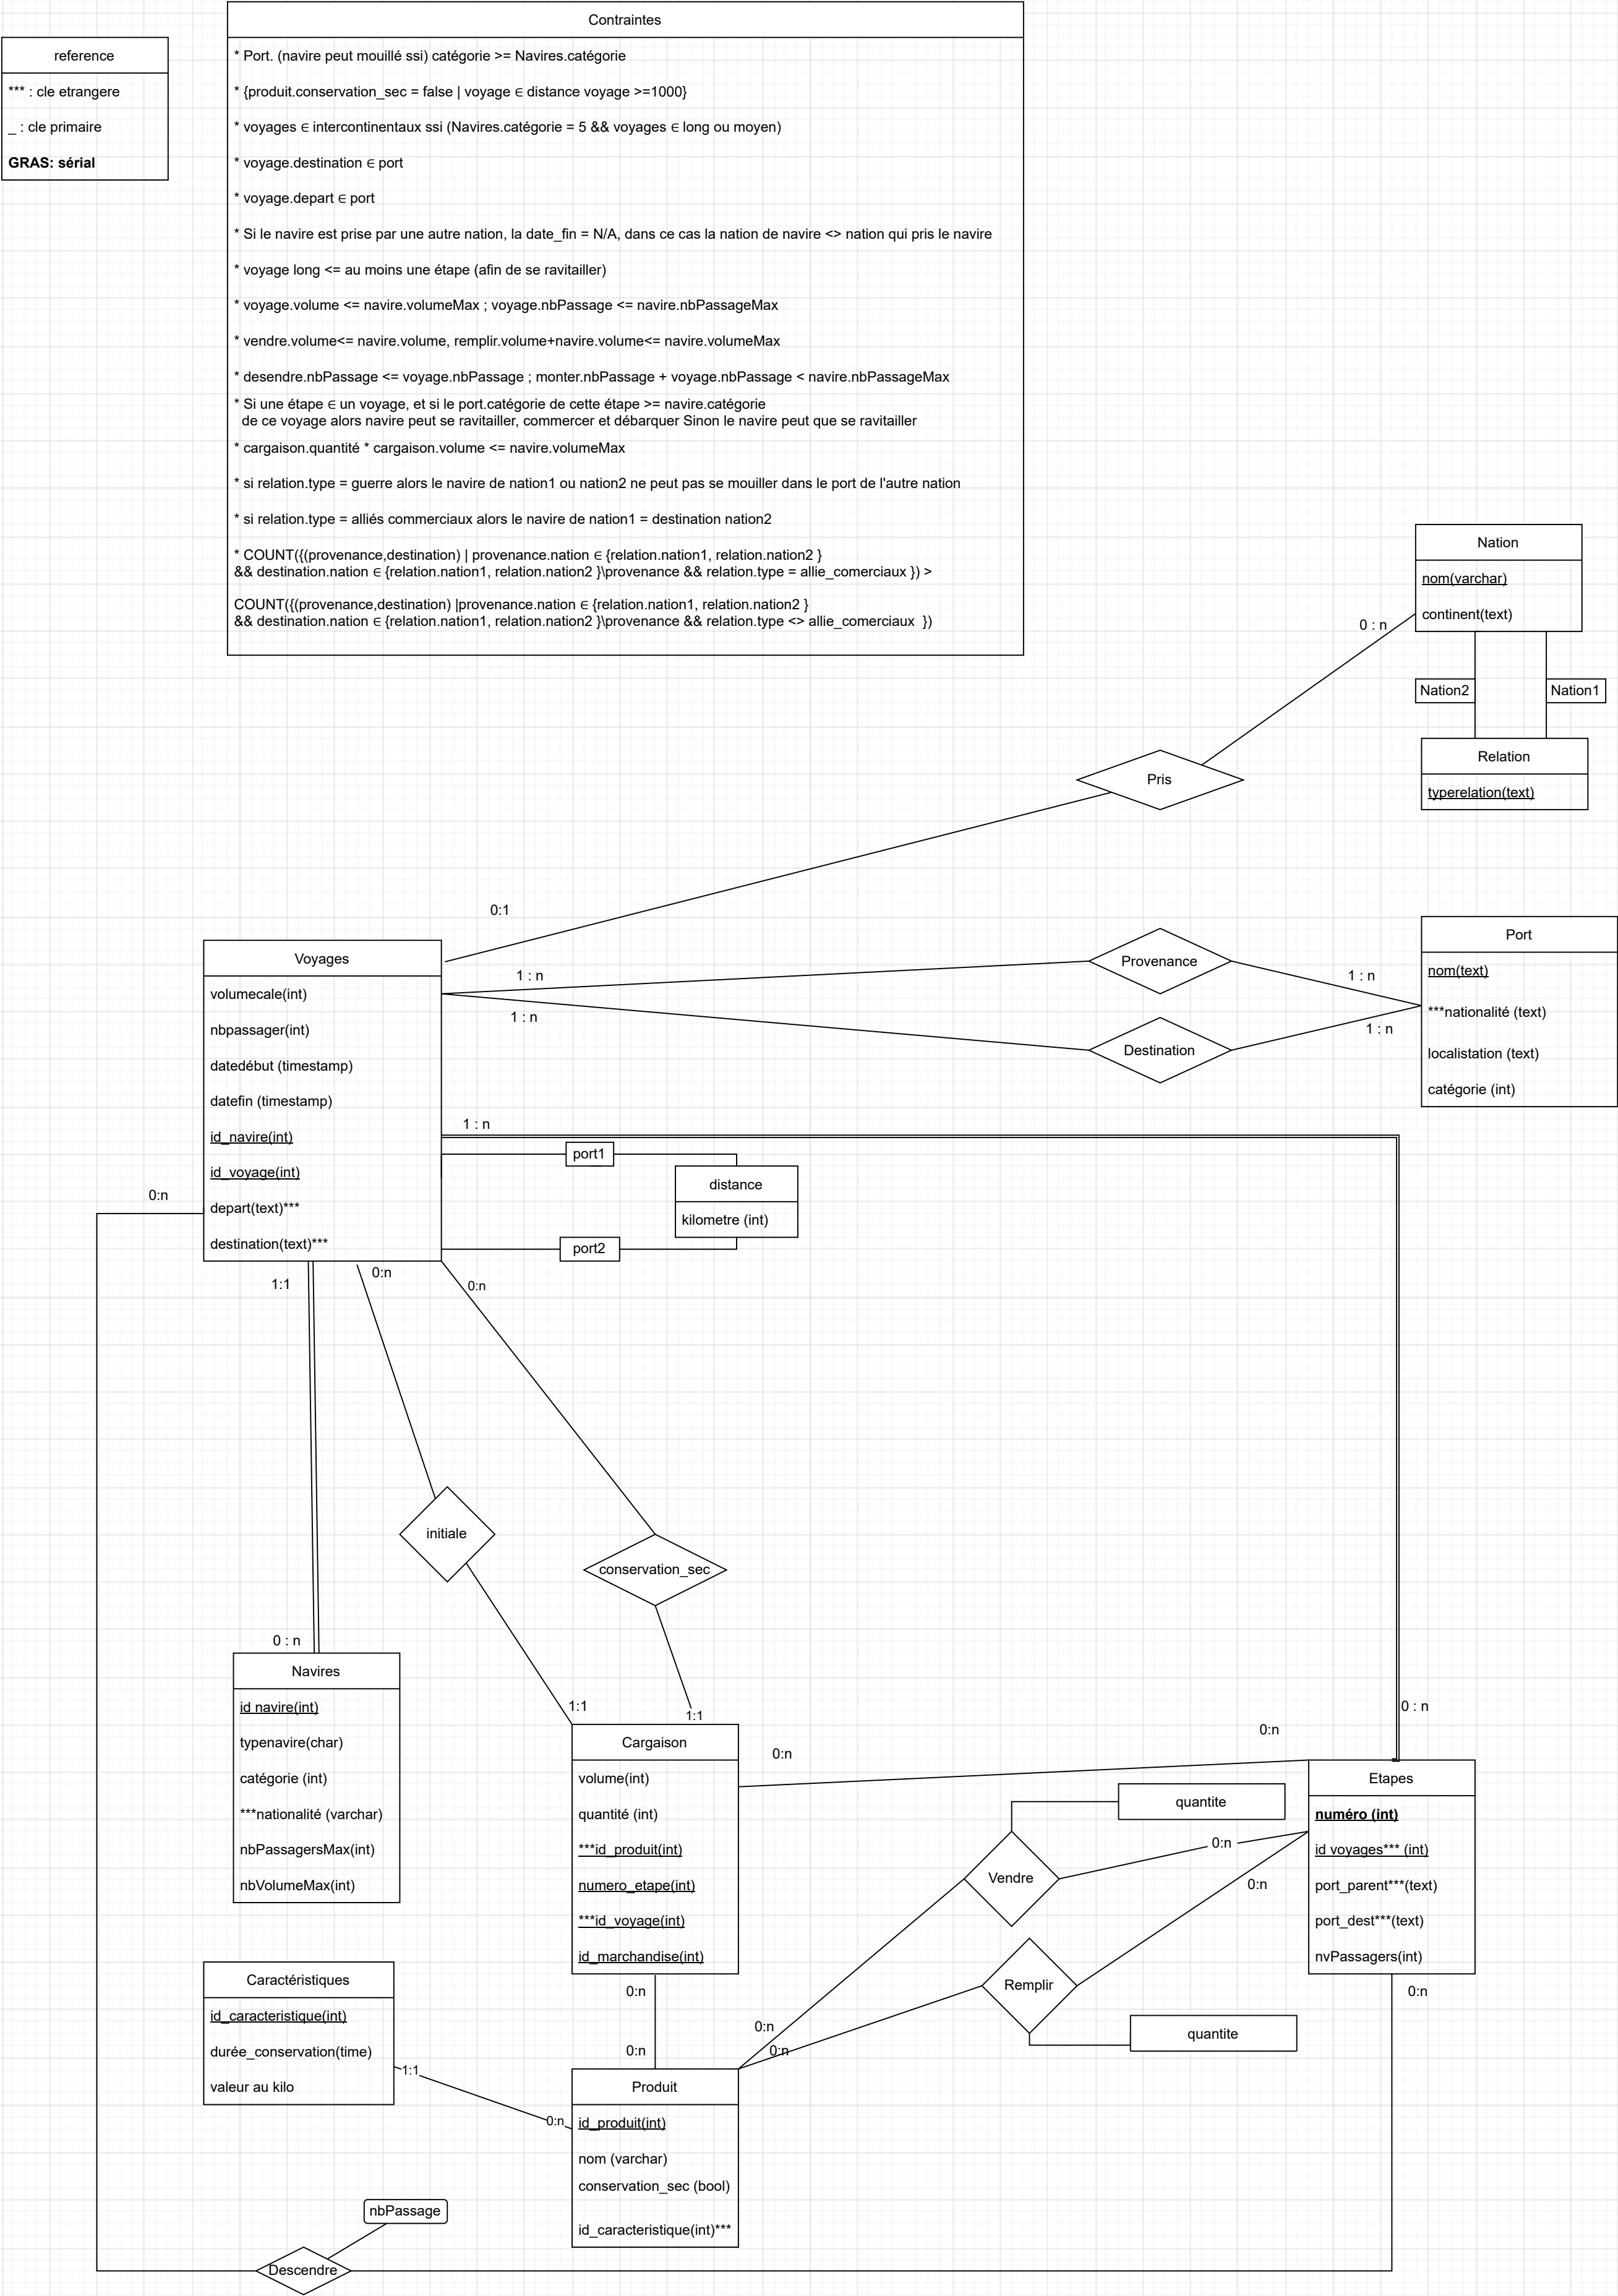 Contraintes
* Port. (navire peut mouillé ssi) catégorie >= Navires.catégorie
* {produit.conservation_sec = false | voyage ∈ distance voyage >=1000}
* voyages ∈ intercontinentaux ssi (Navires.catégorie = 5 && voyages ∈ long ou moyen)
* voyage.destination ∈ port
* voyage.depart ∈ port
* Si le navire est prise par une autre nation, la date_fin = N/A, dans ce cas la nation de navire <> nation qui pris le navire
* voyage long <= au moins une étape (afin de se ravitailler)
* voyage.volume <= navire.volumeMax ; voyage.nbPassage <= navire.nbPassageMax
* vendre.volume<= navire.volume, remplir.volume+navire.volume<= navire.volumeMax
* desendre.nbPassage <= voyage.nbPassage ; monter.nbPassage + voyage.nbPassage < navire.nbPassageMax
* Si une étape ∈ un voyage, et si le port.catégorie de cette étape >= navire.catégorie
de ce voyage alors navire peut se ravitailler, commercer et débarquer Sinon le navire peut que se ravitailler
* cargaison.quantité * cargaison.volume <= navire.volumeMax
* si relation.type = guerre alors le navire de nation1 ou nation2 ne peut pas se mouiller dans le port de l'autre nation
* si relation.type = alliés commerciaux alors le navire de nation1 = destination nation2
* COUNT({(provenance,destination) | provenance.nation ∈ {relation.nation1, relation.nation2 }
&& destination.nation ∈ {relation.nation1, relation.nation2 }\provenance && relation.type = allie_comerciaux }) >
COUNT({(provenance,destination) |provenance.nation ∈ {relation.nation1, relation.nation2 }
&& destination.nation ∈ {relation.nation1, relation.nation2 }\provenance && relation.type <> allie_comerciaux })
reference
*** : cle etrangere
_ : cle primaire
GRAS: sérial
Nation
nom(varchar)
continent(text)
0 : n
Nation2
Nation1
Relation
typerelation(text)
Pris
0:1
Voyages
volumecale(int)
nbpassager(int)
datedébut (timestamp)
datefin (timestamp)
id_navire(int)
id_voyage(int)
depart(text)***
destination(text)***
1 : n
1 : n
Provenance
Destination
1 : n
1 : n
Port
nom(text)
***nationalité (text)
localistation (text)
catégorie (int)
1 : n
port1
distance
kilometre (int)
port2
0:n
1:1
0:n
0:n
initiale
conservation_sec
0 : n
Navires
id navire(int)
typenavire(char)
catégorie (int)
***nationalité (varchar)
nbPassagersMax(int)
nbVolumeMax(int)
1:1
1:1
Cargaison
volume(int)
quantité (int)
***id_produit(int)
numero_etape(int)
***id_voyage(int)
id_marchandise(int)
0:n
0:n
0 : n
Etapes
numéro (int)
id voyages*** (int)
port_parent***(text)
port_dest***(text)
nvPassagers(int)
quantite
Vendre
0:n
0:n
Remplir
quantite
0:n
0:n
0:n
0:n
0:n
Caractéristiques
id_caracteristique(int)
durée_conservation(time)
valeur au kilo
1:1
0:n
Produit
id_produit(int)
nom (varchar)
conservation_sec (bool)
id_caracteristique(int)***
nbPassage
Descendre